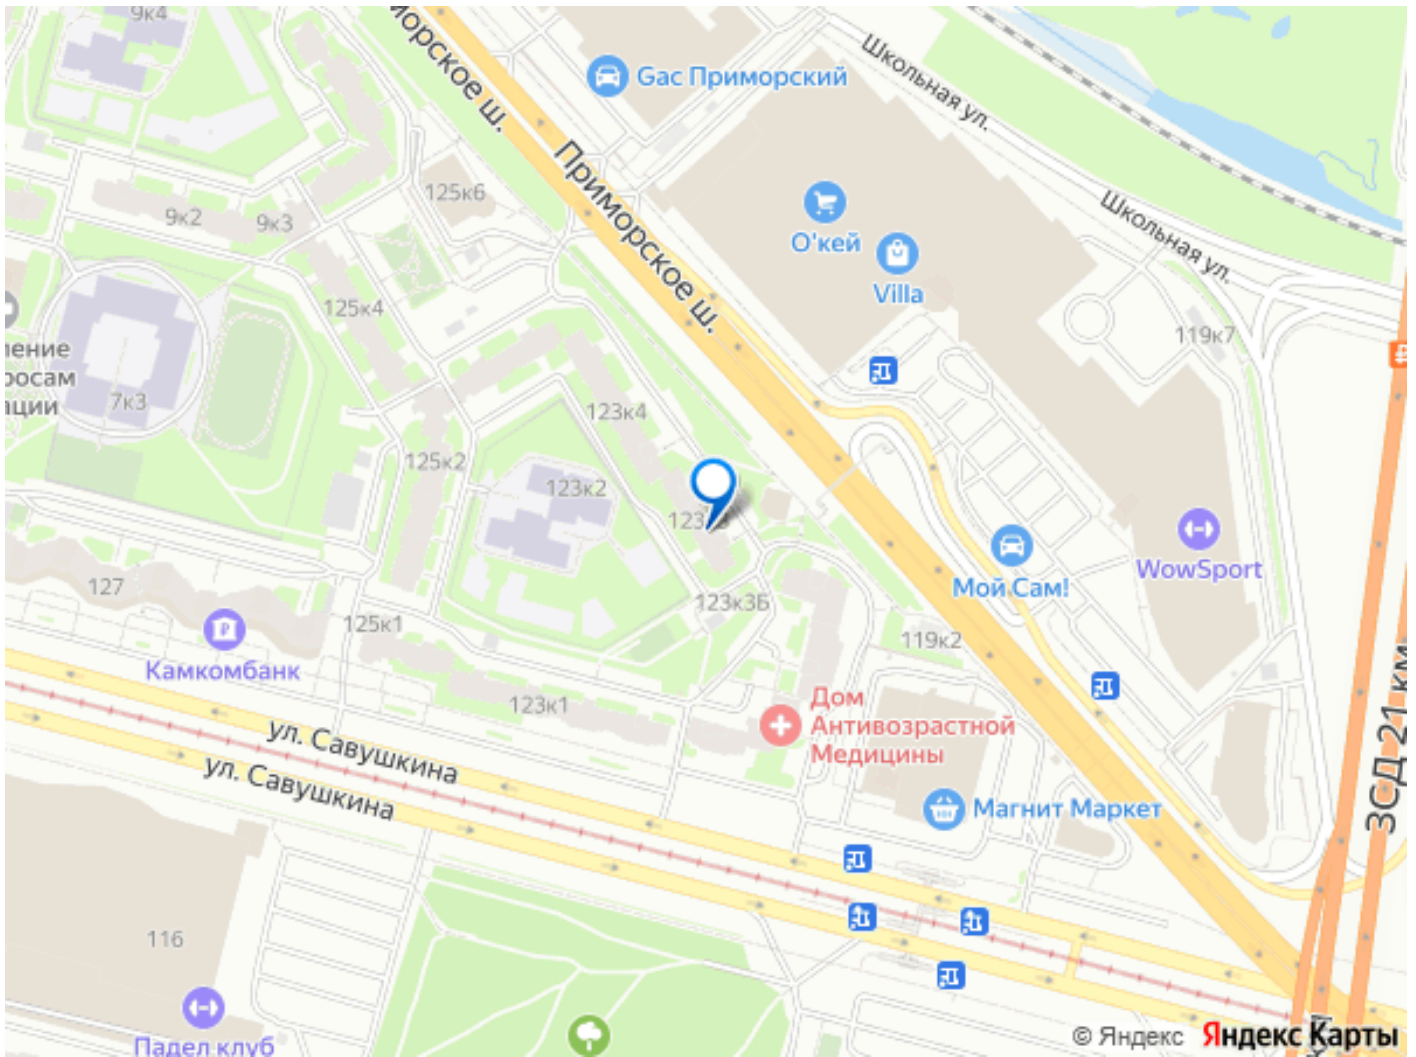 9к4
морское ш.
Gac Приморский
Школьная ул.
Приморское ш.
125к6
9к2
9к3
О'кей
Villa
Школьная ул.
125к4
119к7
ление
росам
ации
7к3
123к4
125к2
123к2
WowSport
Мой Сам!
127
123к3Б
125к1
119к2
Камкомбанк
123к1
Дом
Антивозрастной
Медицины
ул. Савушкина
ул. Савушкина
Магнит Маркет
ЗСД 21 км
116
Падел клуб
© Яндекс Яндекс Карты